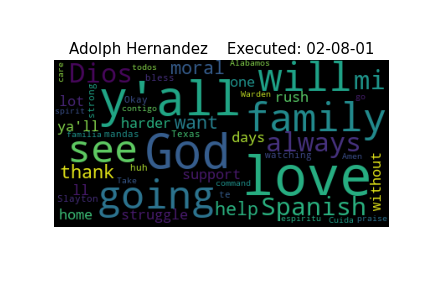 Adolph Hernandez    Executed: 02-08-01
care
todos
Alabamos
Dios
moral
will
mi
bless
one
strong
lot
Okay
Warden
rush
go
y'all
contigo
family
spirit
ya'll
harder
want
Texas
familia
mandas
days
always
see
God
watching
Amen
thank
huh
support
without
ll
Take
going
command
love
Slayton
te
help
Spanish
home
struggle
espiritu
Cuida
praise